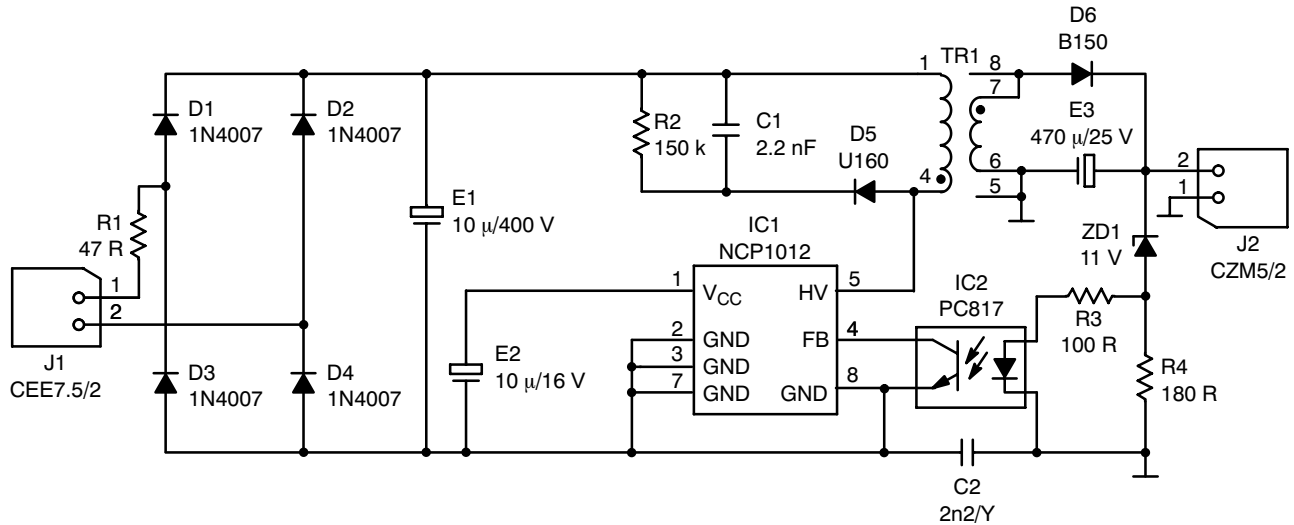 D6
B150
TR1
1
8
7
D1
1N4007
D2
1N4007
R2
150 k
C1
2.2 nF
D5
U160
4
E3
470 μ/25 V
6
5
2
1
J2
CZM5/2
R1
47 R
E1
10 μ/400 V
IC1
NCP1012
ZD1
11 V
1
2
J1
CEE7.5/2
1
VCC
HV
5
2
GND
FB
4
3
GND
7
GND
GND
8
IC2
PC817
R3
100 R
E2
10 μ/16 V
D3
1N4007
D4
1N4007
R4
180 R
C2
2n2/Y